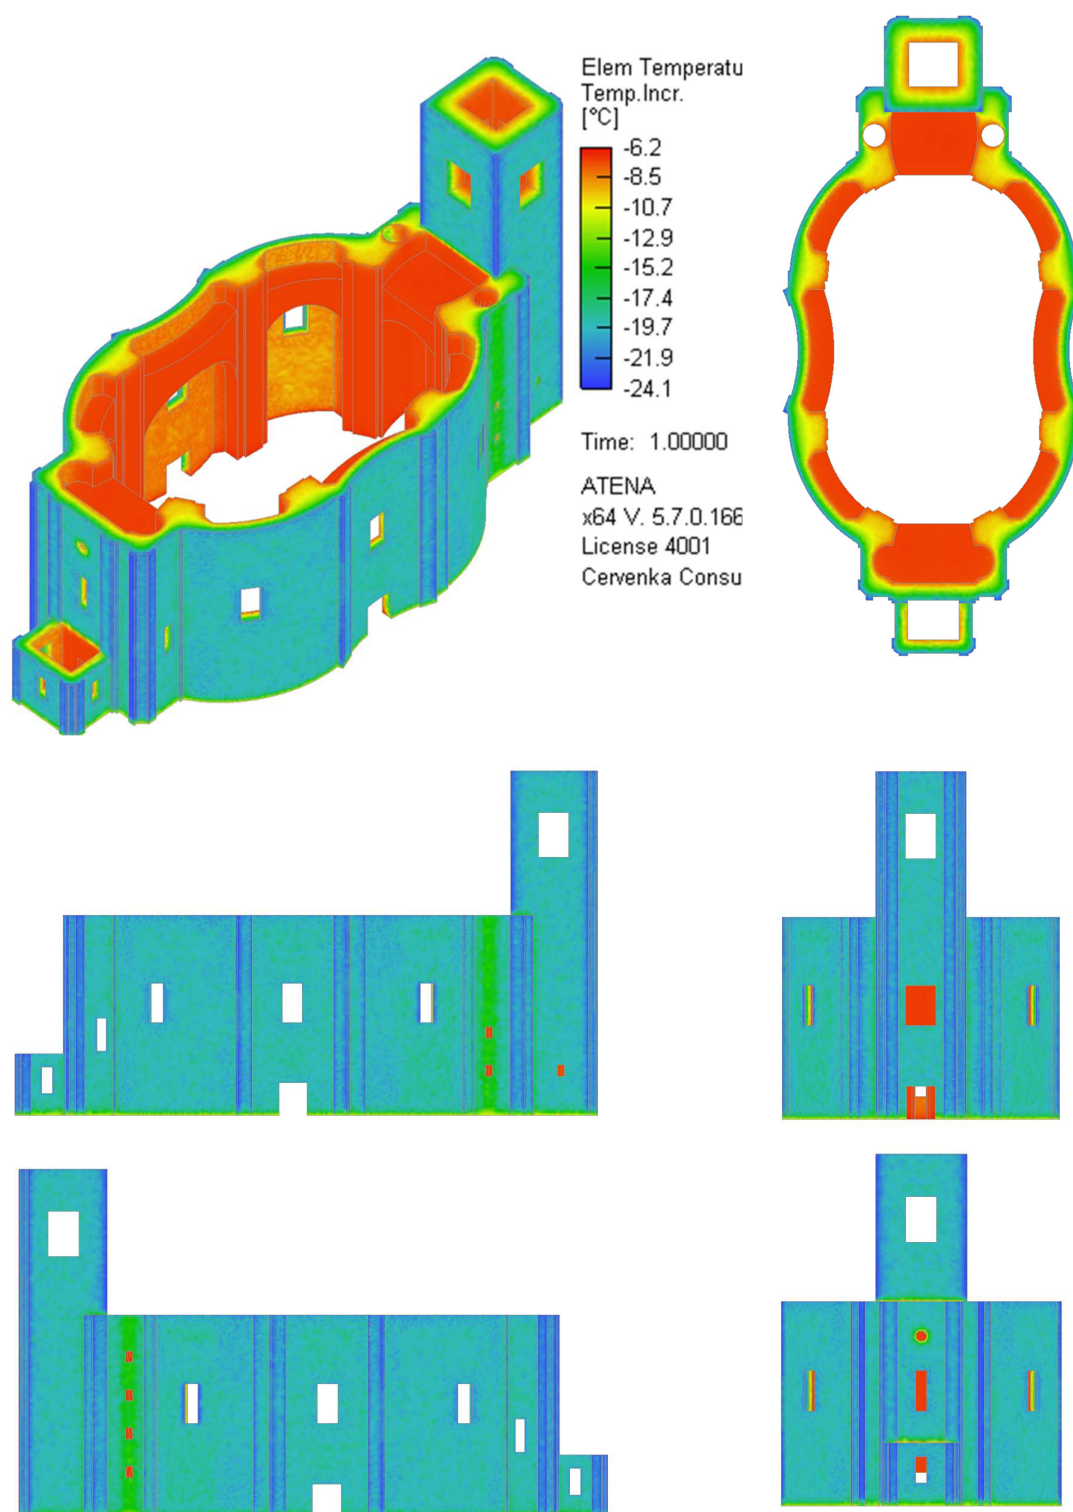 Elem Temperatu
Temp.Incr.
[°C]
-6.2
-8.5
-10.7
-12.9
-15.2
-17.4
-19.7
-21.9
-24.1
Time: 1.00000
ATENA
x64 V. 5.7.0.166
License 4001
Cervenka Consu